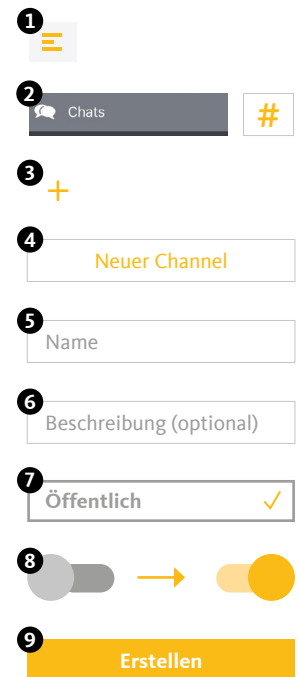 1
2
Chats
#
3
+
4
Neuer Channel
5
Name
6
Beschreibung (optional)
7
Öffentlich
8
9
Erstellen